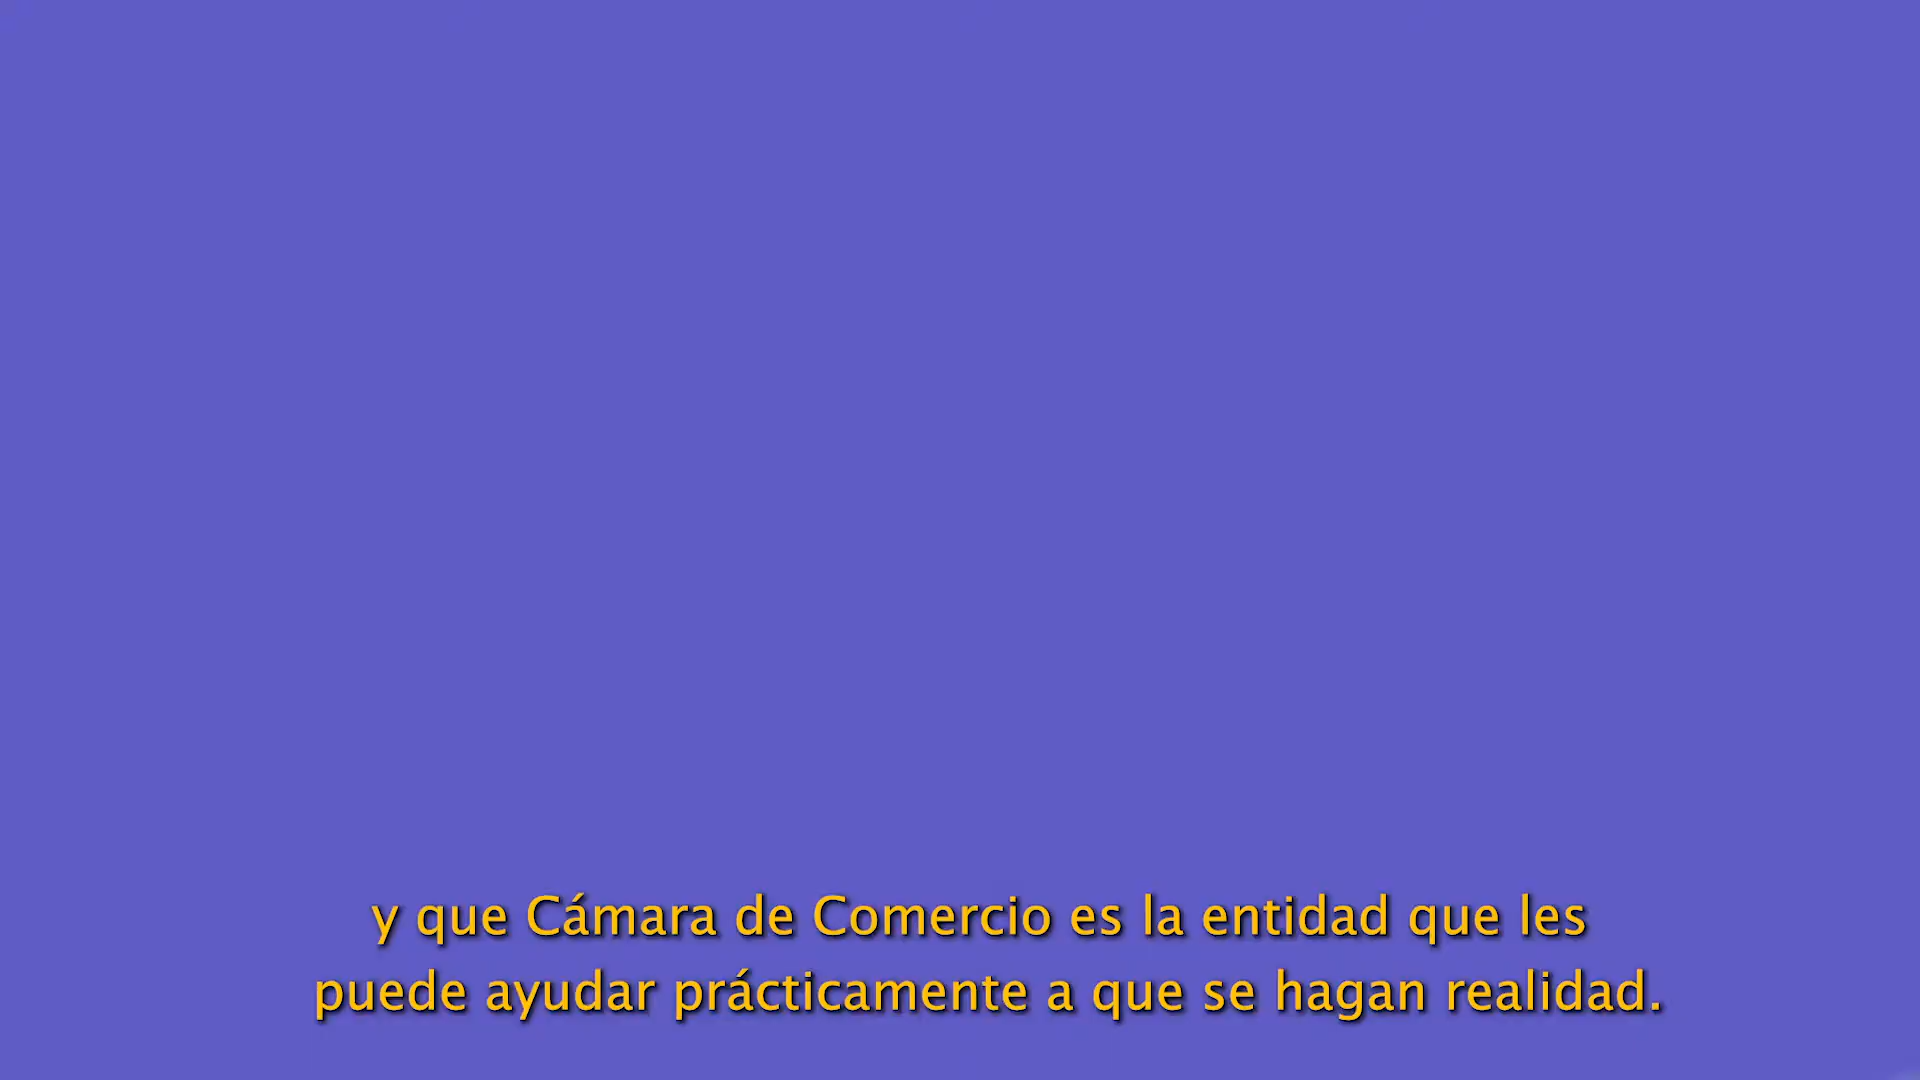 y que Cámara de Comercio es la entidad que les
puede ayudar prácticamente a que se hagan realidad.